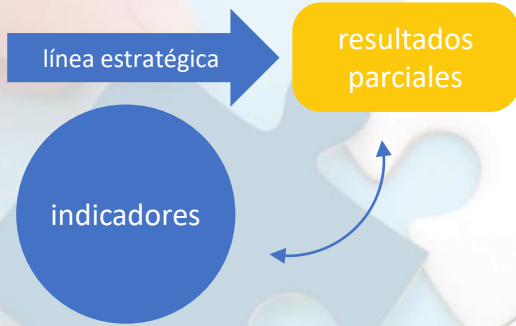 línea estratégica
resultados
parciales
indicadores